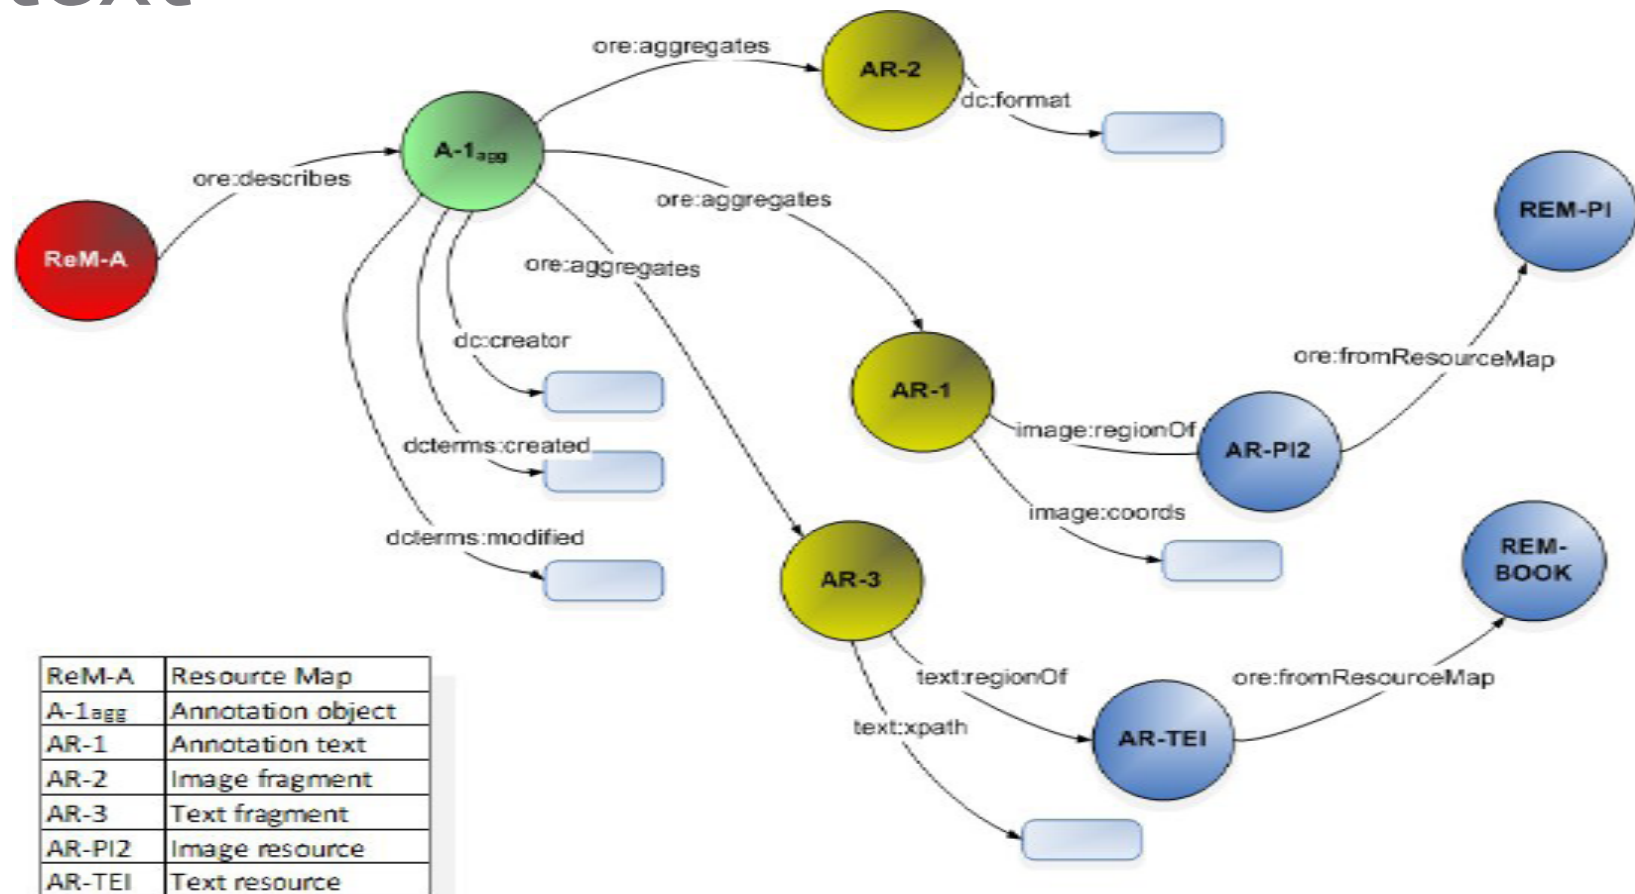 text
ore:aggregates
AR-2
dc:format
A-1agg
ore:describes
ore:aggregates
REM-PI
ReM-A
ore:aggregates
dc:creator
ore:fromResourceMap
AR-1
image:regionOf
AR-PI2
dcterms:created
image:coords
dcterms:modified
AR-3
REM-
BOOK
text:regionOf
ore:fromResourceMap
text:xpath
AR-TEI
ReM-A Resource Map
A-1agg Annotation object
AR-1 Annotation text
AR-2 Image fragment
AR-3 Text fragment
AR-PI2 Image resource
AR-TEI Text resource